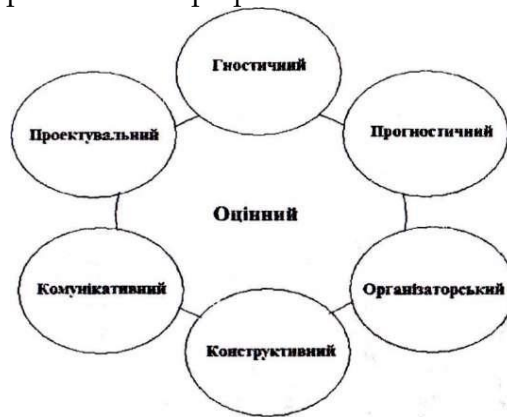 Гностичний
Проектувальний
Прогностичний
Оцінний
Комунікативний
Організаторський
Конструктивний